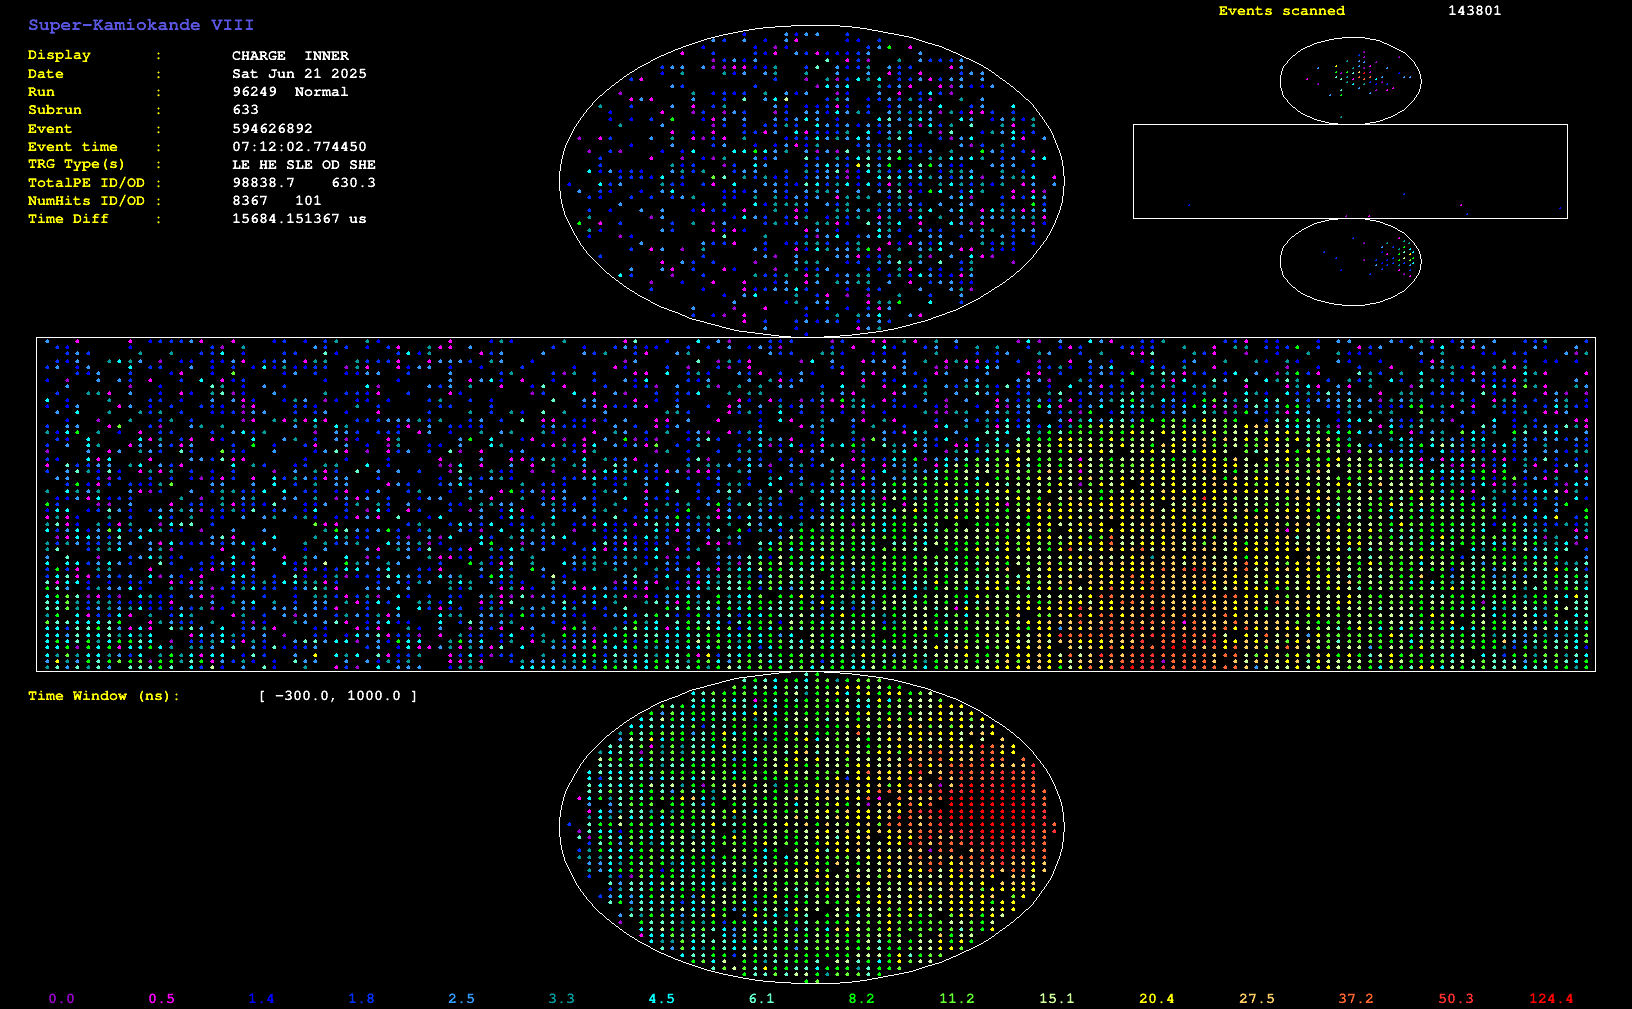 Super-Kamiokande VIII
Events scanned 143801
Display : CHARGE INNER
Date : Sat Jun 21 2025
Run : 96249 Normal
Subrun : 633
Event : 594626892
Event time : 07:12:02.774450
TRG Type(s) : LE HE SLE OD SHE
TotalPE ID/OD : 98838.7 630.3
NumHits ID/OD : 8367 101
Time Diff : 15684.151367 us
Time Window (ns): [ -300.0, 1000.0 ]
0.0 0.5 1.4 1.8 2.5 3.3 4.5 6.1 8.2 11.2 15.1 20.4 27.5 37.2 50.3 124.4